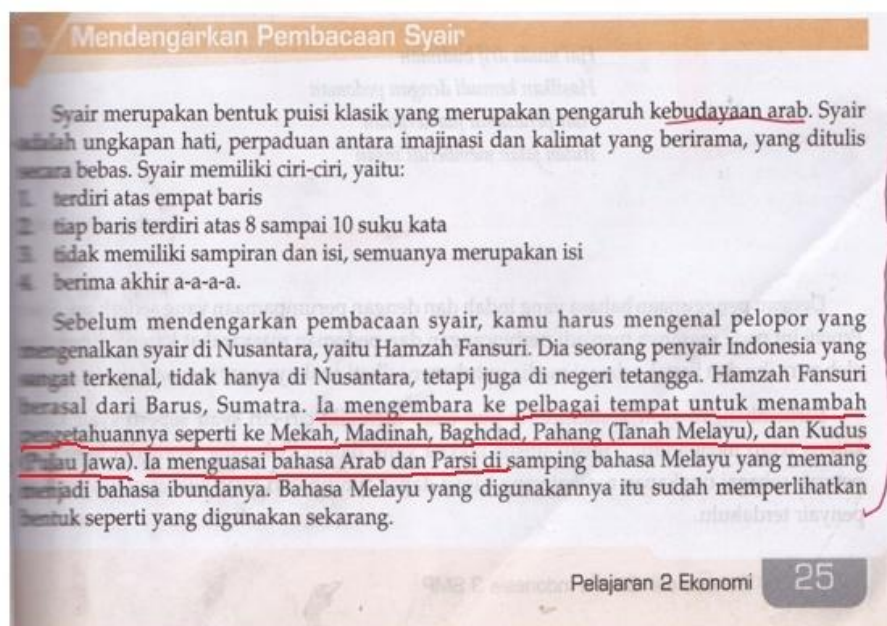 Mendengarkan Pembacaan Syair
Syair merupakan bentuk puisi klasik yang merupakan pengaruh kebudayaan arab. Syair
adalah ungkapan hati, perpaduan antara imajinasi dan kalimat yang berirama, yang ditulis
secara bebas. Syair memiliki ciri-ciri, yaitu:
1. terdiri atas empat baris
2. tiap baris terdiri atas 8 sampai 10 suku kata
3. tidak memiliki sampiran dan isi, semuanya merupakan isi
4. berima akhir a-a-a-a.
Sebelum mendengarkan pembacaan syair, kamu harus mengenal pelopor yang
mengenalkan syair di Nusantara, yaitu Hamzah Fansuri. Dia seorang penyair Indonesia yang
sangat terkenal, tidak hanya di Nusantara, tetapi juga di negeri tetangga. Hamzah Fansuri
berasal dari Barus, Sumatra. Ia mengembara ke pelbagai tempat untuk menambah
pengetahuannya seperti ke Mekah, Madinah, Baghdad, Pahang (Tanah Melayu), dan Kudus
(Pulau Jawa). Ia menguasai bahasa Arab dan Parsi di samping bahasa Melayu yang memang
menjadi bahasa ibundanya. Bahasa Melayu yang digunakannya itu sudah memperlihatkan
bentuk seperti yang digunakan sekarang.
Pelajaran 2 Ekonomi 25